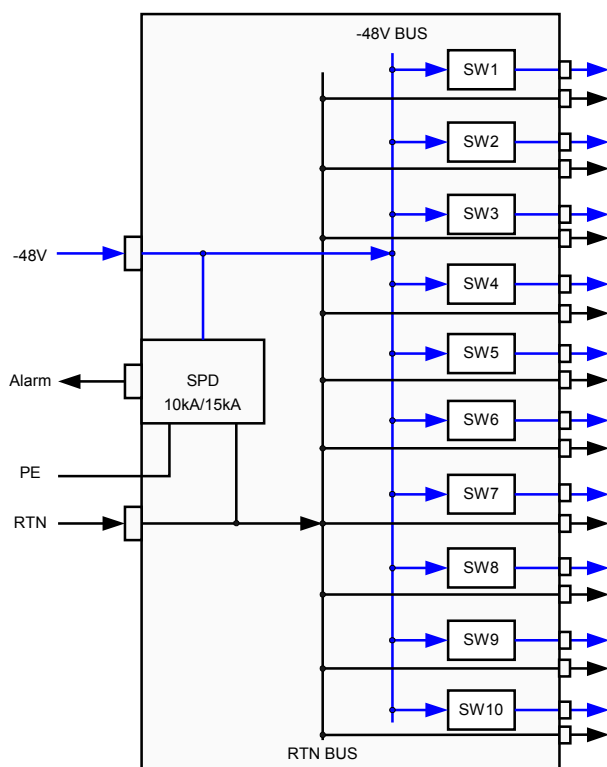 -48V BUS
SW1
SW2
SW3
-48V
SW4
SW5
Alarm
SPD
10kA/15kA
SW6
PE
SW7
RTN
SW8
SW9
SW10
RTN BUS